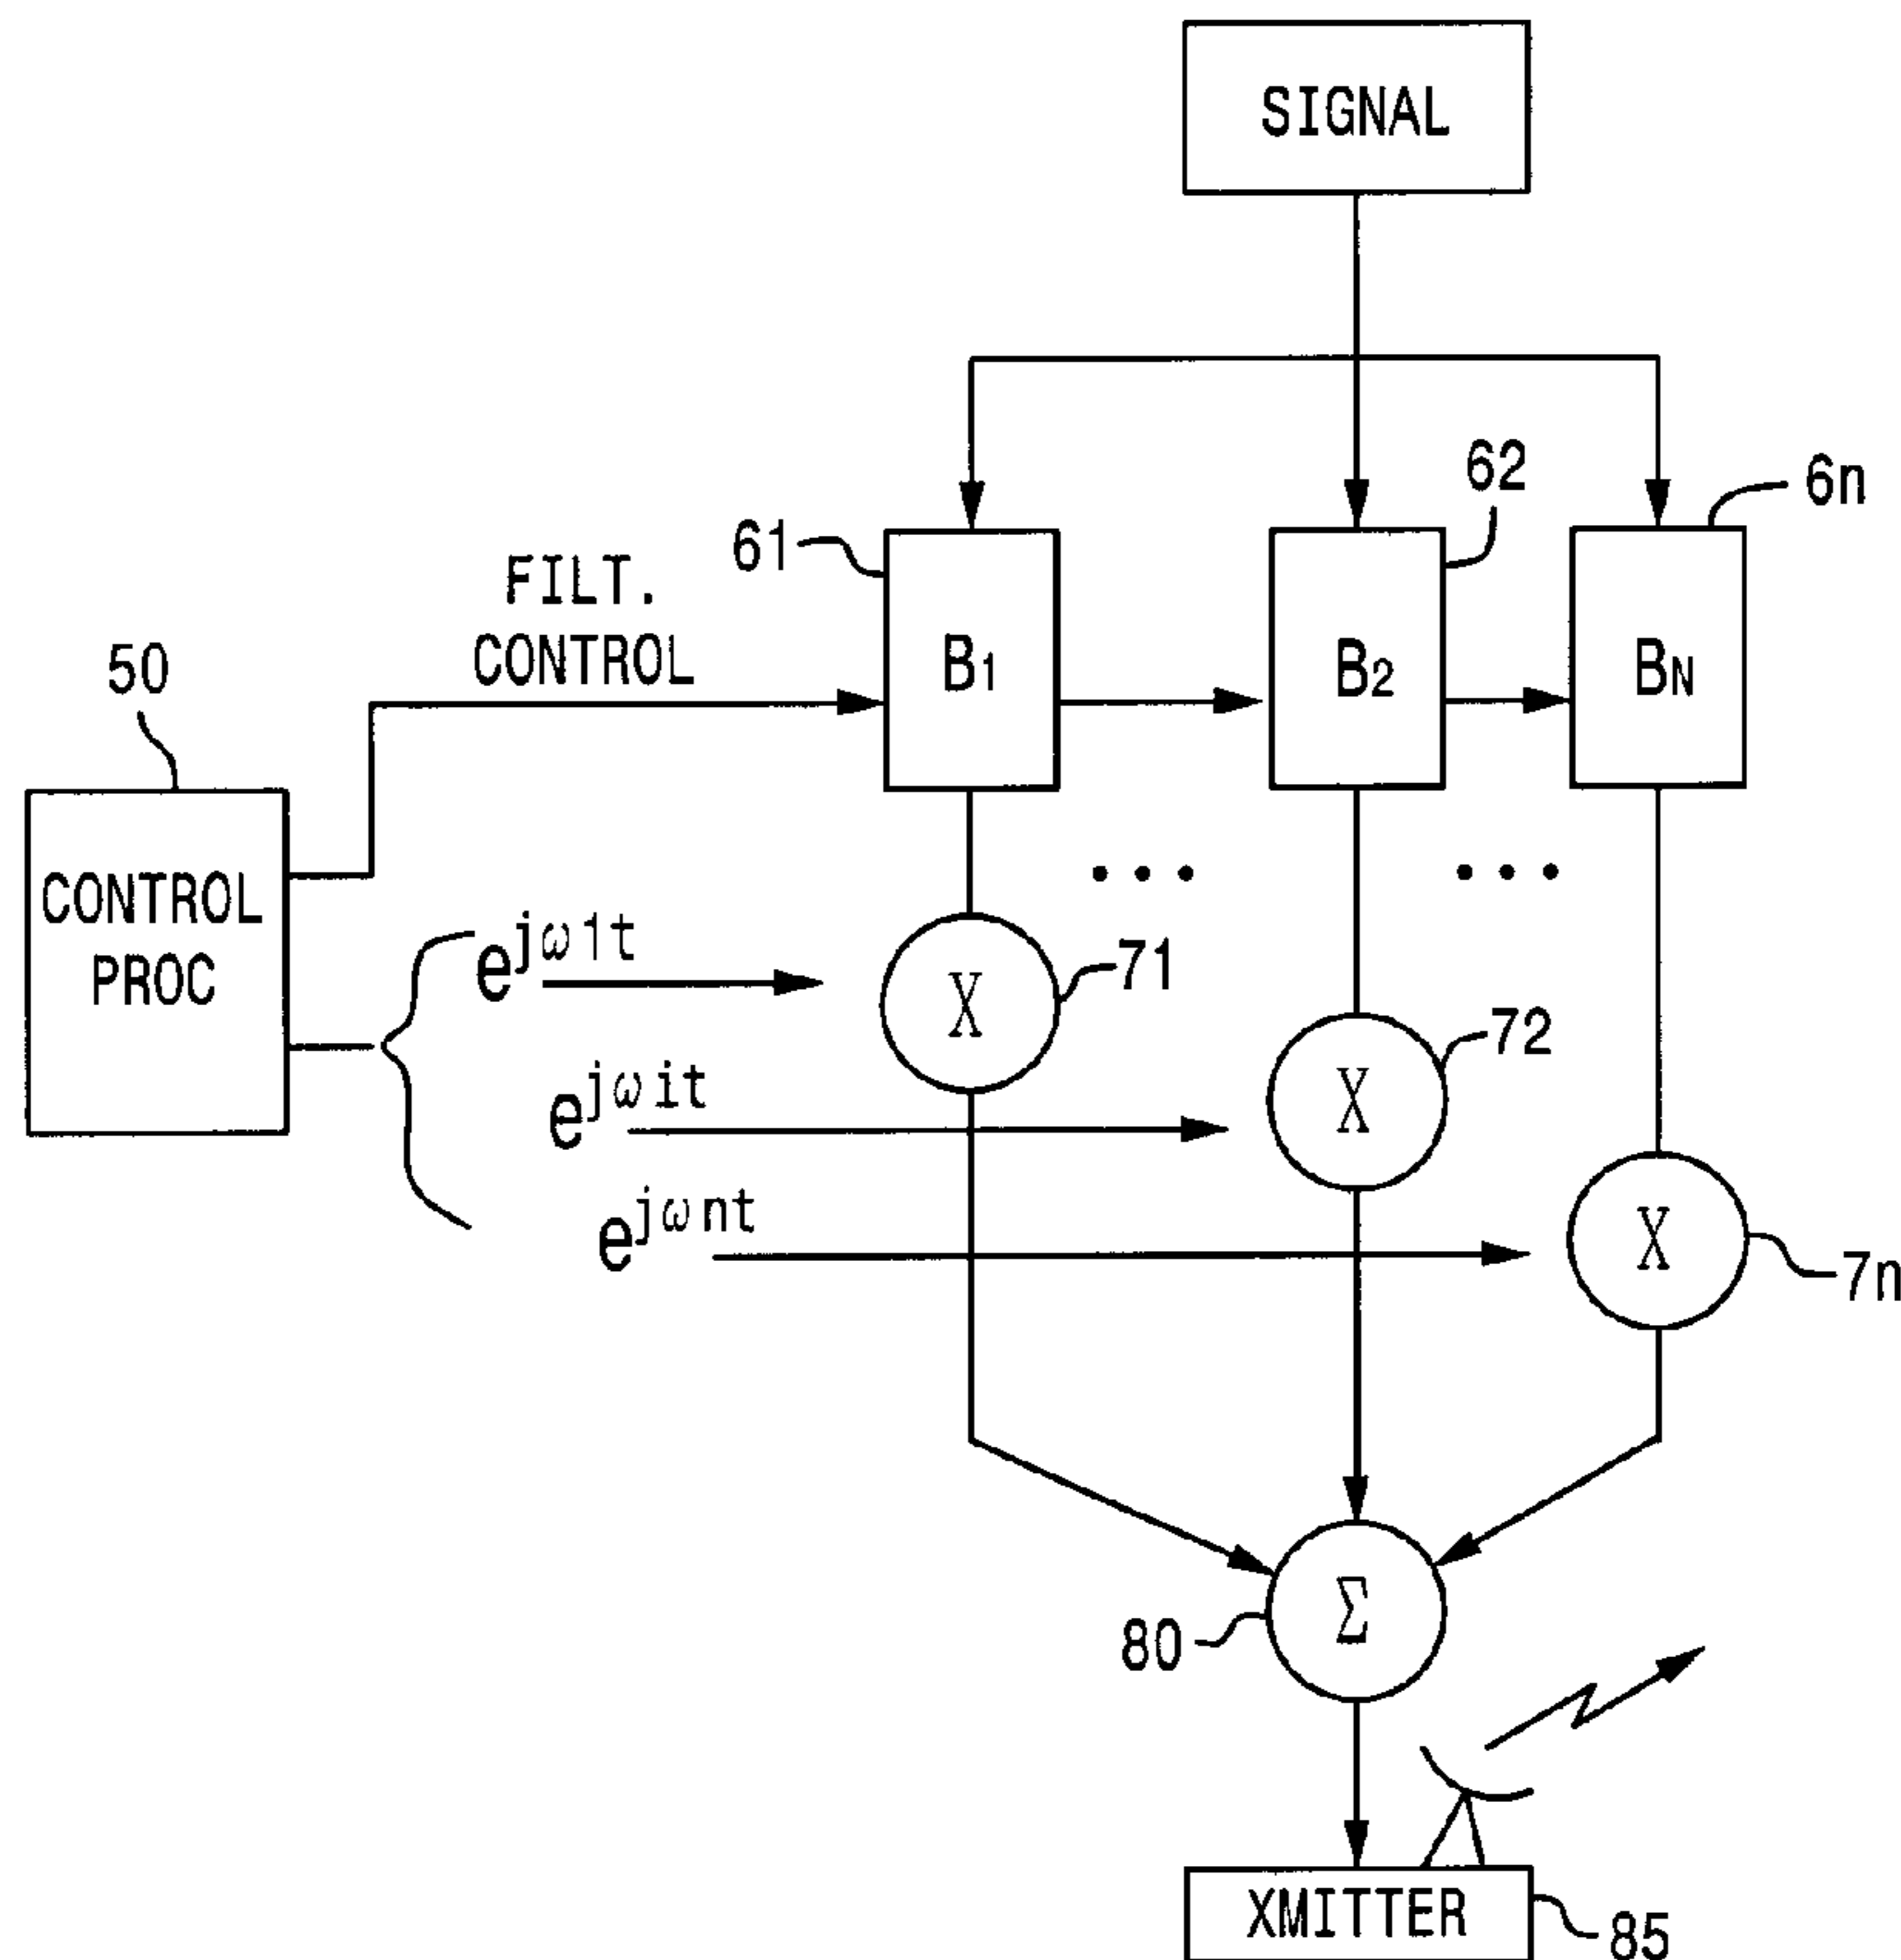 SIGNAL
62
6n
61
FILT.
CONTROL
50
B1
B2
BN
CONTROL
PROC
• • •
• • •
e^jω1t
X
71
72
e^jωit
X
e^jωnt
X
7n
Σ
80
XMITTER
85